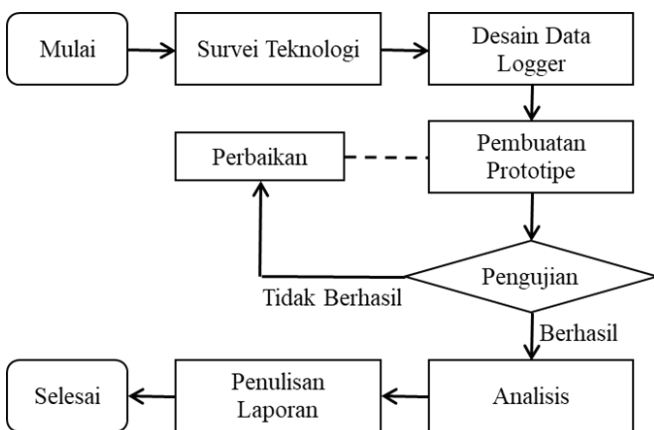 Mulai
Survei Teknologi
Desain Data
Logger
Perbaikan
Pembuatan
Prototipe
Pengujian
Tidak Berhasil
Berhasil
Selesai
Penulisan
Laporan
Analisis